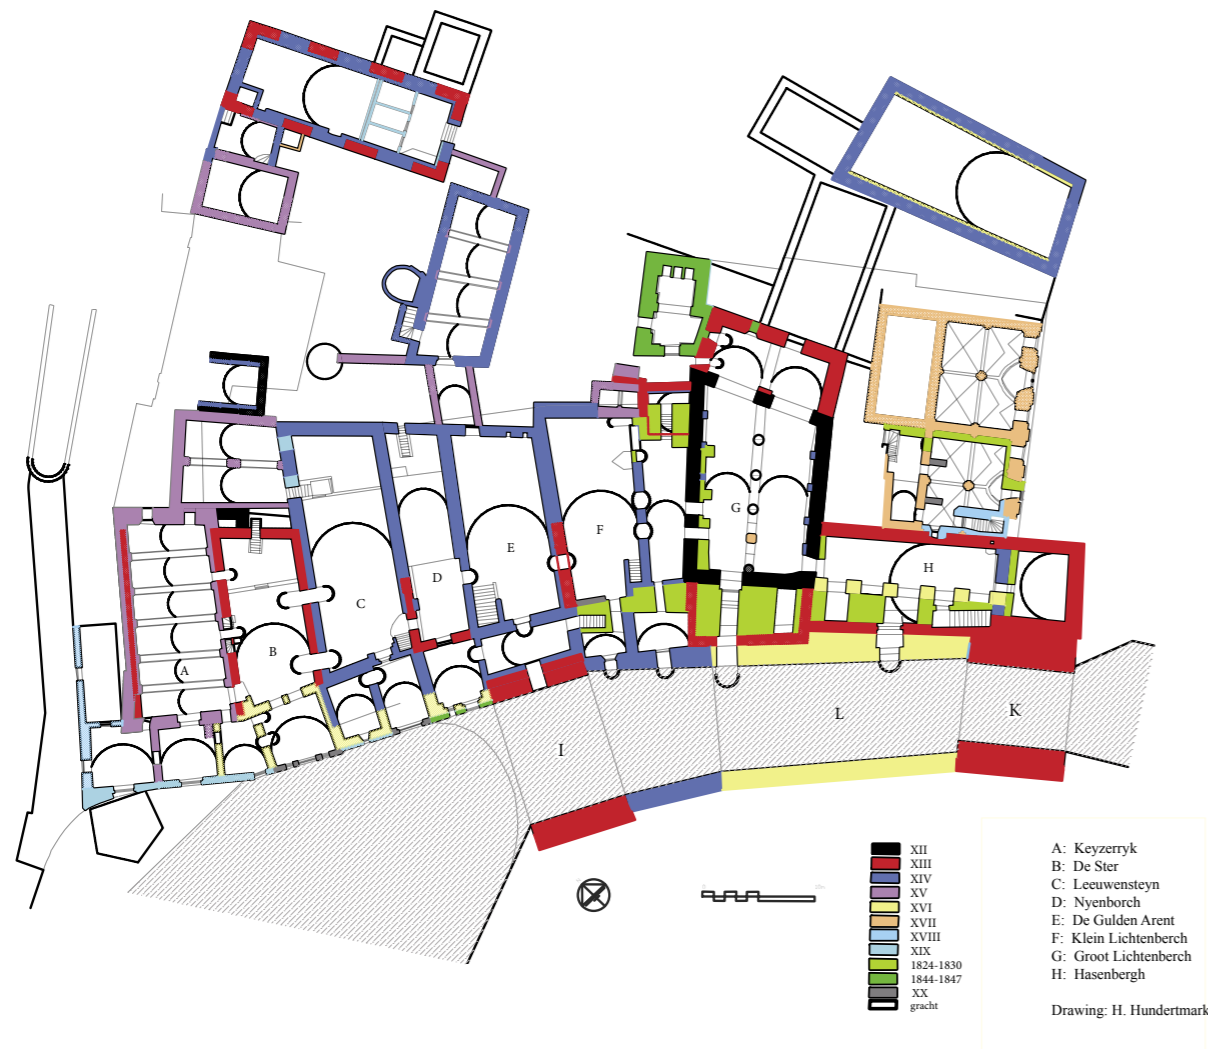 G
F
E
H
D
C
B
A
K
L
I
XII
XIII
XIV
XV
XVI
XVII
XVIII
XIX
1824-1830
1844-1847
XX
gracht
A: Keyzerryk
B: De Ster
C: Leeuwensteyn
D: Nyenborch
E: De Gulden Arent
F: Klein Lichtenberch
G: Groot Lichtenberch
H: Hasenbergh
Drawing: H. Hundertmark